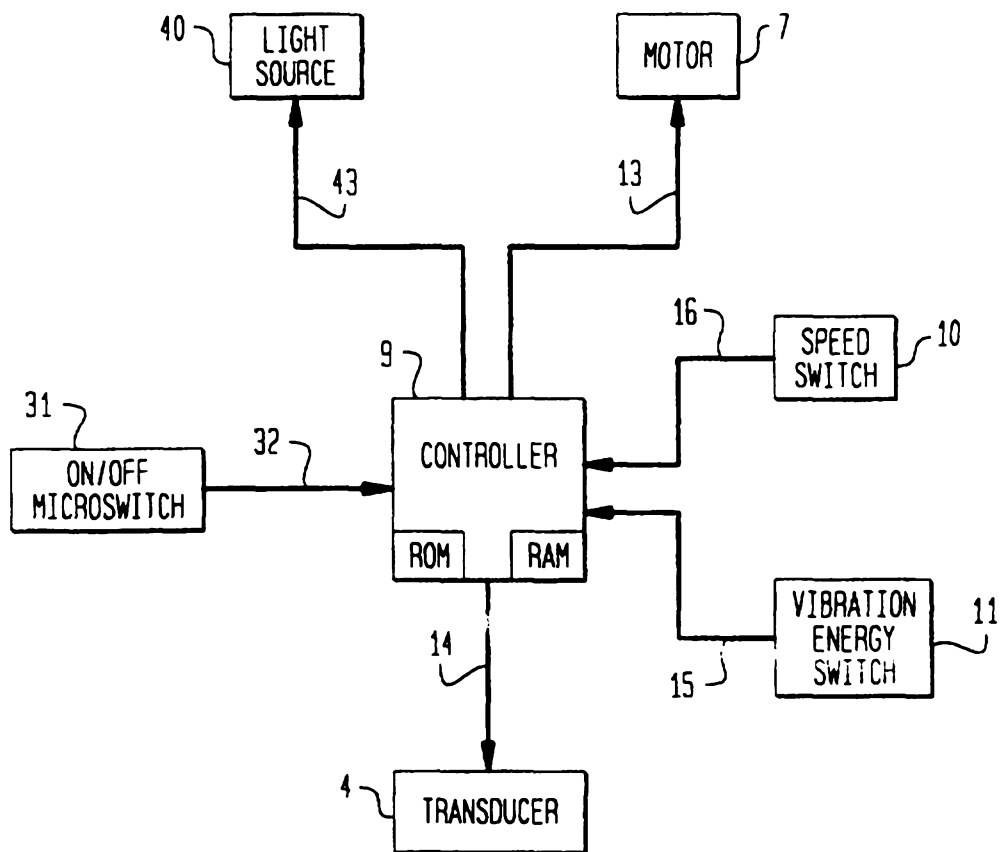 40
LIGHT
SOURCE
MOTOR
7
43
13
16
SPEED
SWITCH
10
9
31
ON/OFF
MICROSWITCH
32
CONTROLLER
ROM
RAM
VIBRATION
ENERGY
SWITCH
11
14
15
4
TRANSDUCER